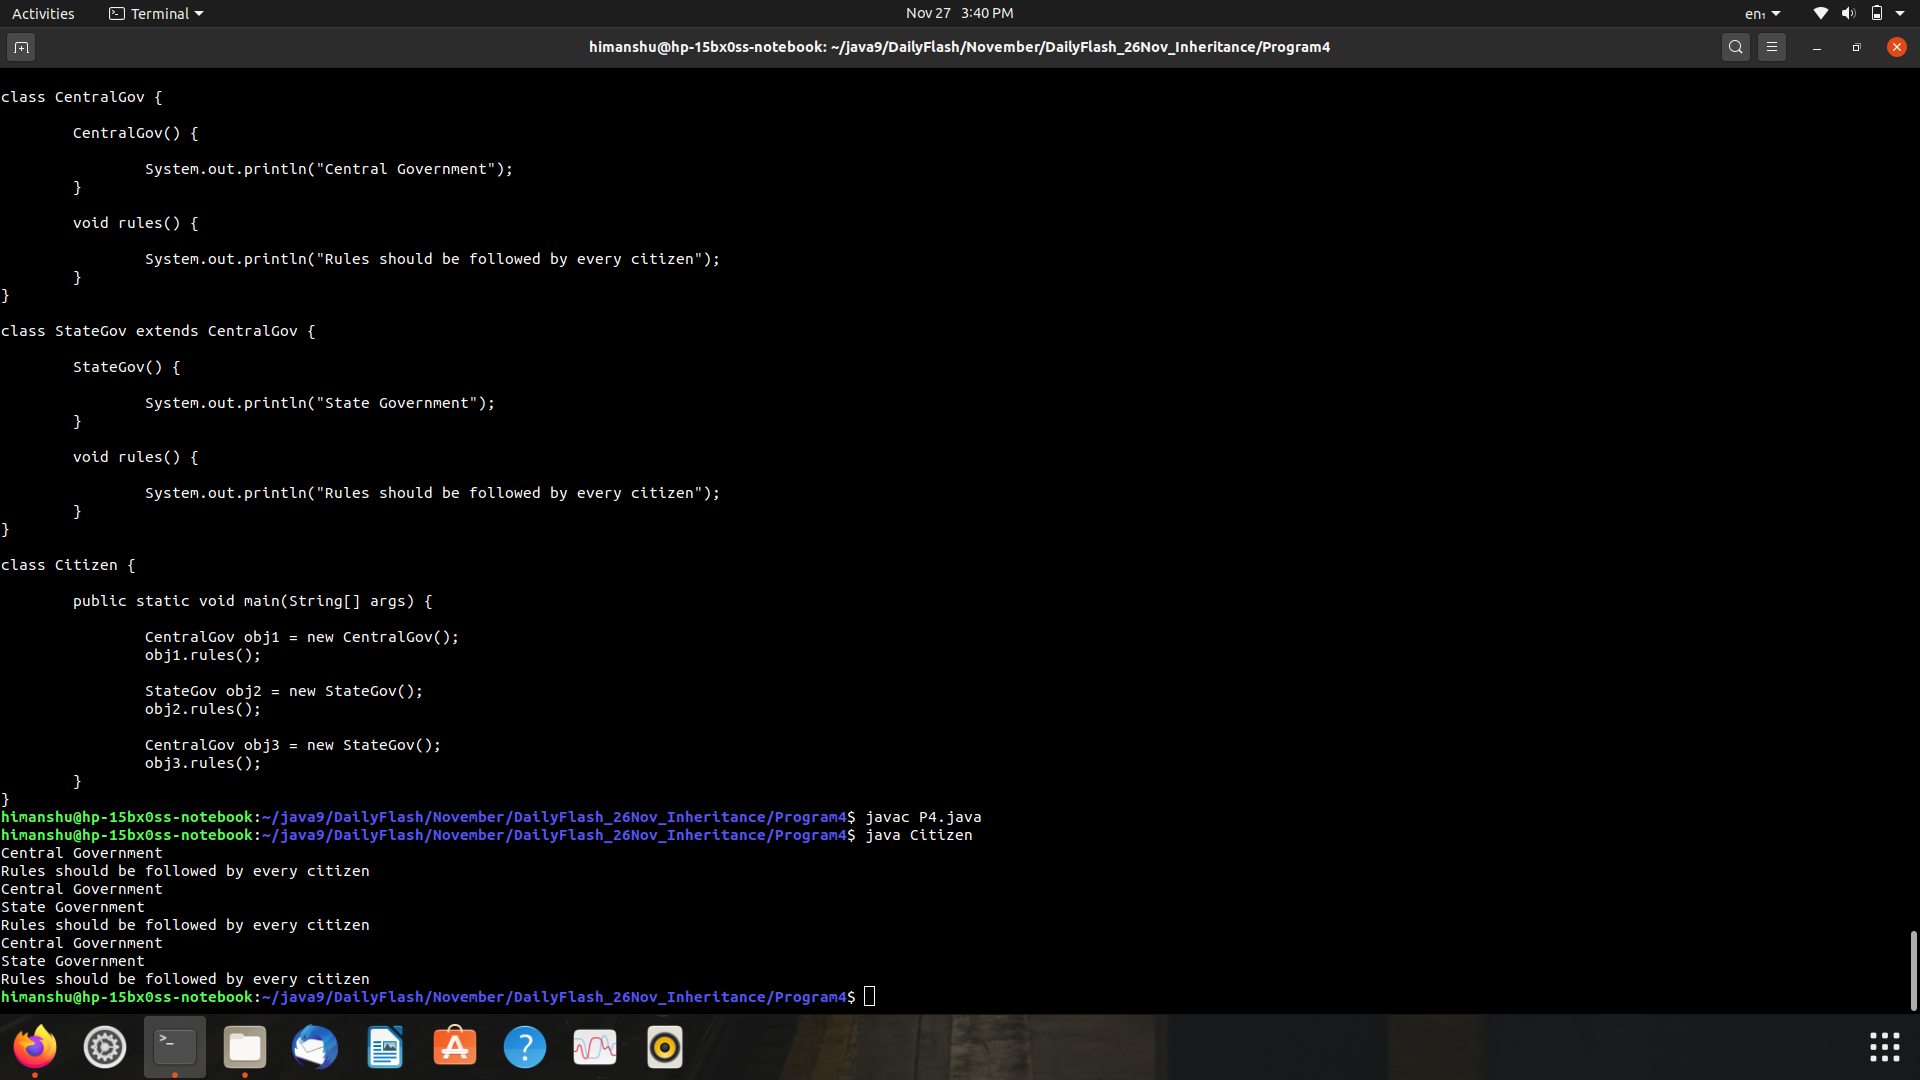 Activities
Terminal
Nov 27 3:40 PM
en₁
himanshu@hp-15bx0ss-notebook: ~/java9/DailyFlash/November/DailyFlash_26Nov_Inheritance/Program4
class CentralGov {
CentralGov() {
System.out.println("Central Government");
}
void rules() {
System.out.println("Rules should be followed by every citizen");
}
}
class StateGov extends CentralGov {
StateGov() {
System.out.println("State Government");
}
void rules() {
System.out.println("Rules should be followed by every citizen");
}
}
class Citizen {
public static void main(String[] args) {
CentralGov obj1 = new CentralGov();
obj1.rules();
StateGov obj2 = new StateGov();
obj2.rules();
CentralGov obj3 = new StateGov();
obj3.rules();
}
}
himanshu@hp-15bx0ss-notebook:~/java9/DailyFlash/November/DailyFlash_26Nov_Inheritance/Program4$ javac P4.java
himanshu@hp-15bx0ss-notebook:~/java9/DailyFlash/November/DailyFlash_26Nov_Inheritance/Program4$ java Citizen
Central Government
Rules should be followed by every citizen
Central Government
State Government
Rules should be followed by every citizen
Central Government
State Government
Rules should be followed by every citizen
himanshu@hp-15bx0ss-notebook:~/java9/DailyFlash/November/DailyFlash_26Nov_Inheritance/Program4$